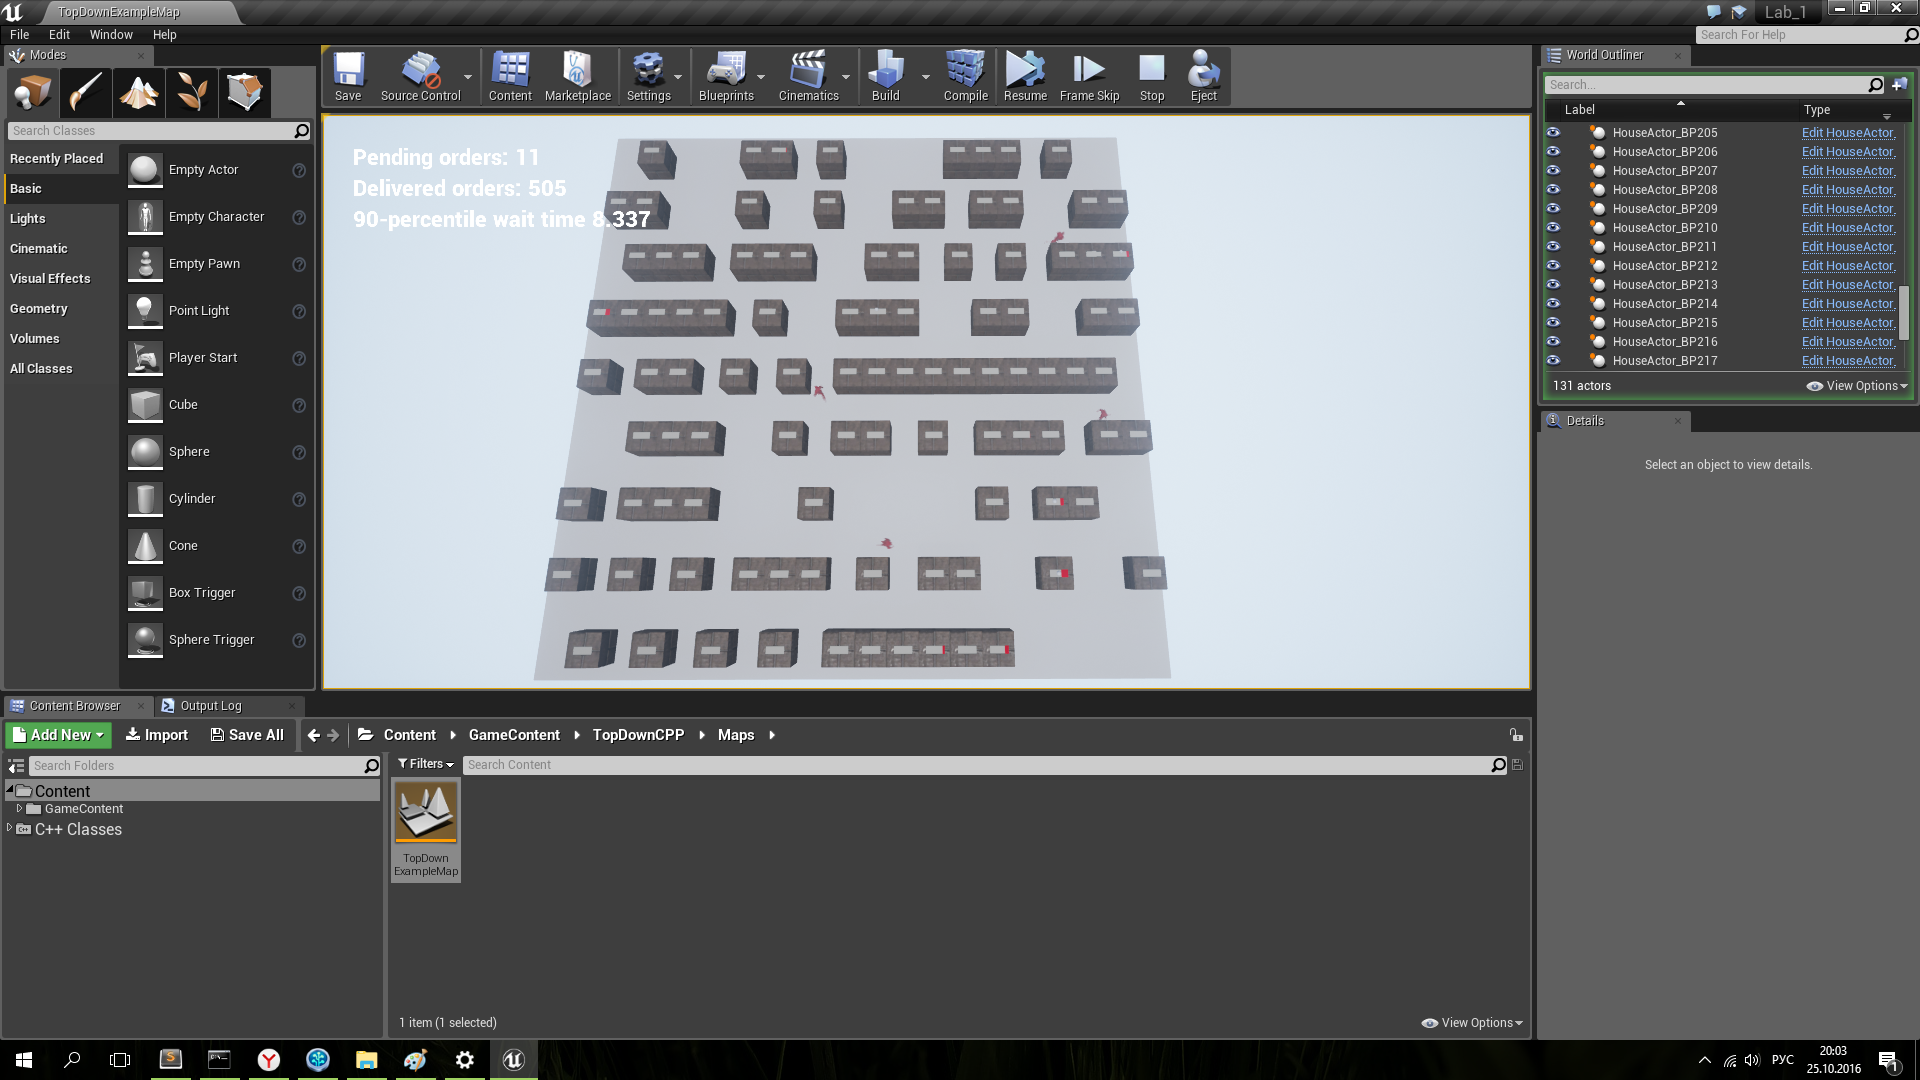 TopDownExampleMap
Lab_1
File Edit Window Help
Search For Help
Modes
Search Classes
Recently Placed
Basic
Lights
Cinematic
Visual Effects
Geometry
Volumes
All Classes
Empty Actor
Empty Character
Empty Pawn
Point Light
Player Start
Cube
Sphere
Cylinder
Cone
Box Trigger
Sphere Trigger
Save
Source Control
Content
Marketplace
Settings
Blueprints
Cinematics
Build
Compile
Resume
Frame Skip
Stop
Eject
Pending orders: 11
Delivered orders: 505
90-percentile wait time 8.337
World Outliner
Search...
Label Type
HouseActor_BP205 Edit HouseActor
HouseActor_BP206 Edit HouseActor
HouseActor_BP207 Edit HouseActor
HouseActor_BP208 Edit HouseActor
HouseActor_BP209 Edit HouseActor
HouseActor_BP210 Edit HouseActor
HouseActor_BP211 Edit HouseActor
HouseActor_BP212 Edit HouseActor
HouseActor_BP213 Edit HouseActor
HouseActor_BP214 Edit HouseActor
HouseActor_BP215 Edit HouseActor
HouseActor_BP216 Edit HouseActor
HouseActor_BP217 Edit HouseActor
131 actors View Options
Details
Select an object to view details.
Content Browser Output Log
Add New Import Save All Content GameContent TopDownCPP Maps
Search Folders
Filters Search Content
Content
GameContent
C++ Classes
TopDown
ExampleMap
1 item (1 selected) View Options
РУС
20:03
25.10.2016
1